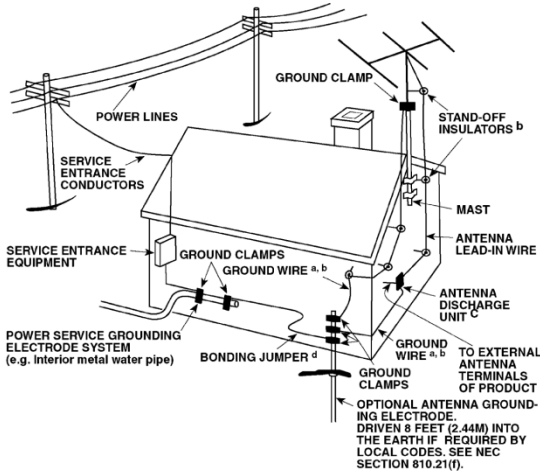 GROUND CLAMP
POWER LINES
STAND-OFF
INSULATORS b
SERVICE
ENTRANCE
CONDUCTORS
MAST
ANTENNA
LEAD-IN WIRE
SERVICE ENTRANCE
EQUIPMENT
GROUND CLAMPS
GROUND WIRE a, b
ANTENNA
DISCHARGE
UNIT C
POWER SERVICE GROUNDING
ELECTRODE SYSTEM
(e.g. Interior metal water pipe)
BONDING JUMPER d
GROUND
WIRE a, b
GROUND
CLAMPS
TO EXTERNAL
ANTENNA
TERMINALS
OF PRODUCT
OPTIONAL ANTENNA GROUND-
ING ELECTRODE.
DRIVEN 8 FEET (2.44M) INTO
THE EARTH IF REQUIRED BY
LOCAL CODES. SEE NEC
SECTION 810.21(f).